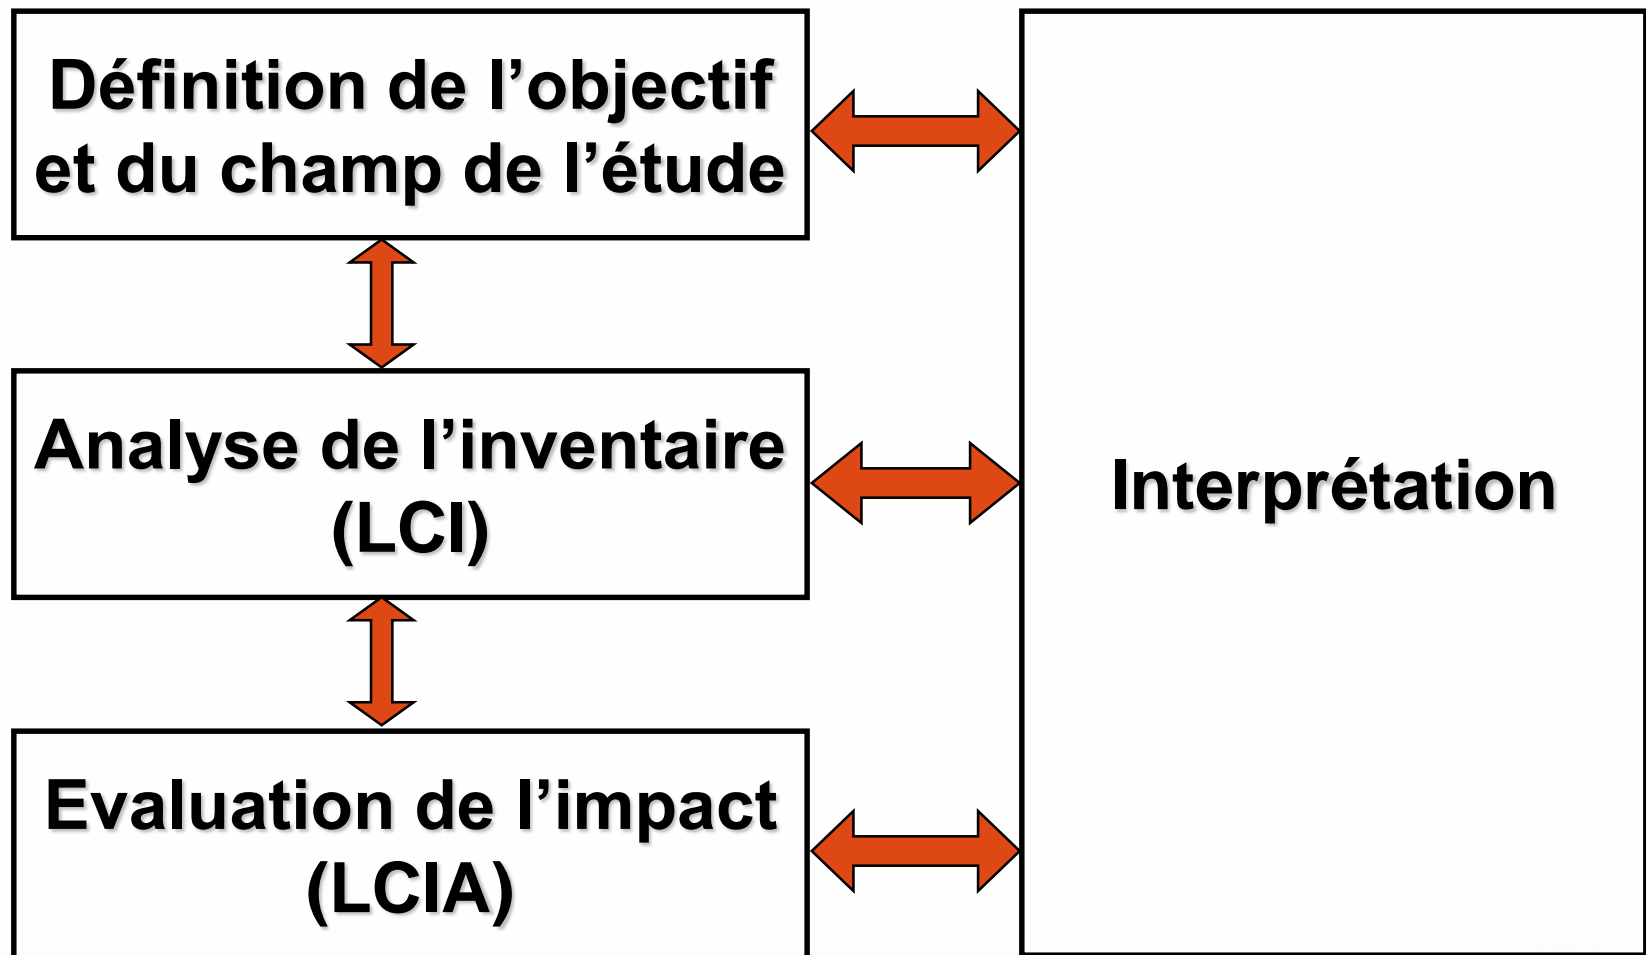 Définition de l’objectif
et du champ de l’étude
Analyse de l’inventaire
(LCI)
Interprétation
Evaluation de l’impact
(LCIA)